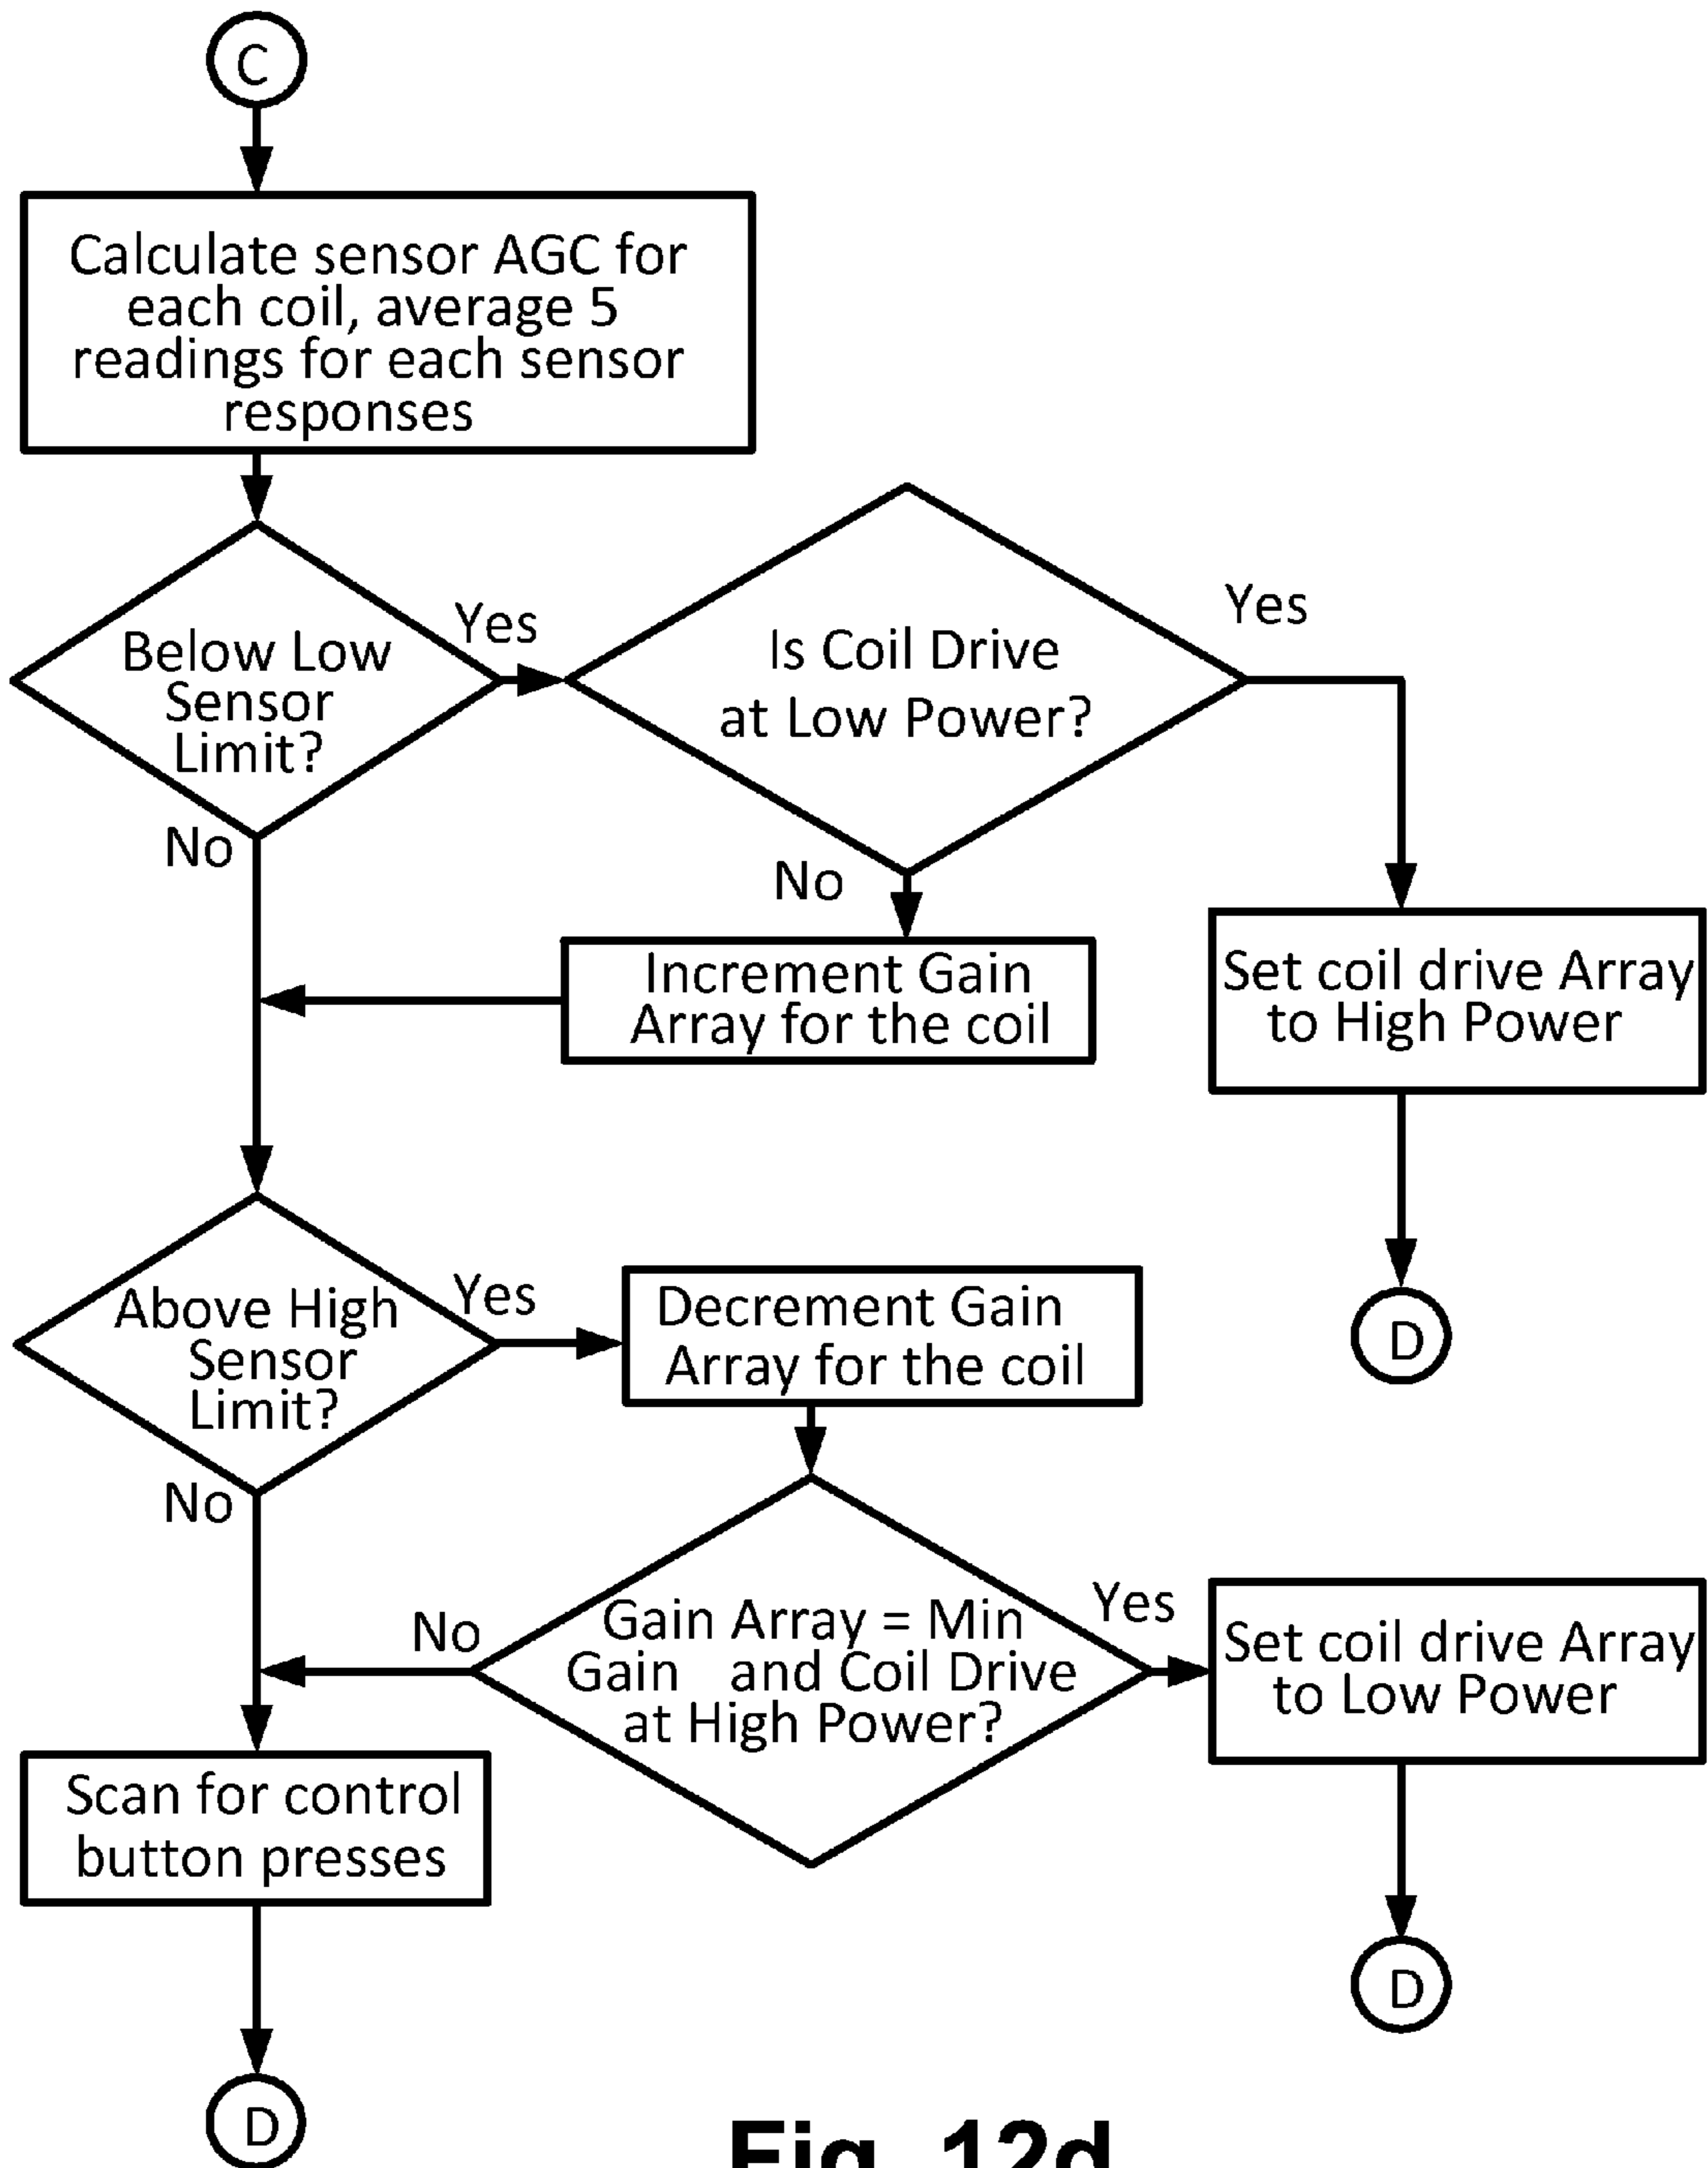 C
Calculate sensor AGC for
each coil, average 5
readings for each sensor
responses
Below Low
Sensor
Limit?
Yes
No
Is Coil Drive
at Low Power?
Yes
No
Increment Gain
Array for the coil
Set coil drive Array
to High Power
D
Above High
Sensor
Limit?
Yes
No
Decrement Gain
Array for the coil
Gain Array = Min
Gain and Coil Drive
at High Power?
No
Yes
Set coil drive Array
to Low Power
D
Scan for control
button presses
D
Fig. 12d